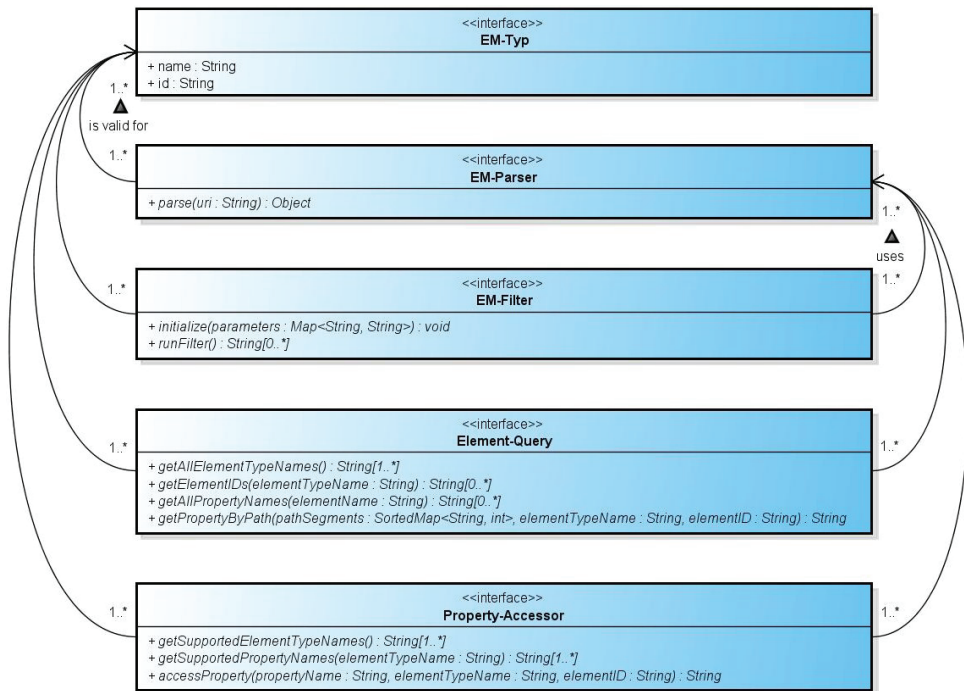 <<interface>>
EM-Typ
+ name : String
+ id : String
1..*
is valid for
1..*
<<interface>>
EM-Parser
+ parse(uri : String) : Object
1..*
uses
1..*
<<interface>>
EM-Filter
1..*
+ initialize(parameters : Map<String, String>) : void
+ runFilter() : String[0..*]
<<interface>>
Element-Query
1..*
1..*
+ getAllElementTypeNames() : String[1..*]
+ getElementIDs(elementTypeName : String) : String[0..*]
+ getAllPropertyNames(elementName : String) : String[0..*]
+ getPropertyByPath(pathSegments : SortedMap<String, int>, elementTypeName : String, elementID : String) : String
<<interface>>
Property-Accessor
1..*
1..*
+ getSupportedElementTypeNames() : String[1..*]
+ getSupportedPropertyNames(elementTypeName : String) : String[1..*]
+ accessProperty(propertyName : String, elementTypeName : String, elementID : String) : String